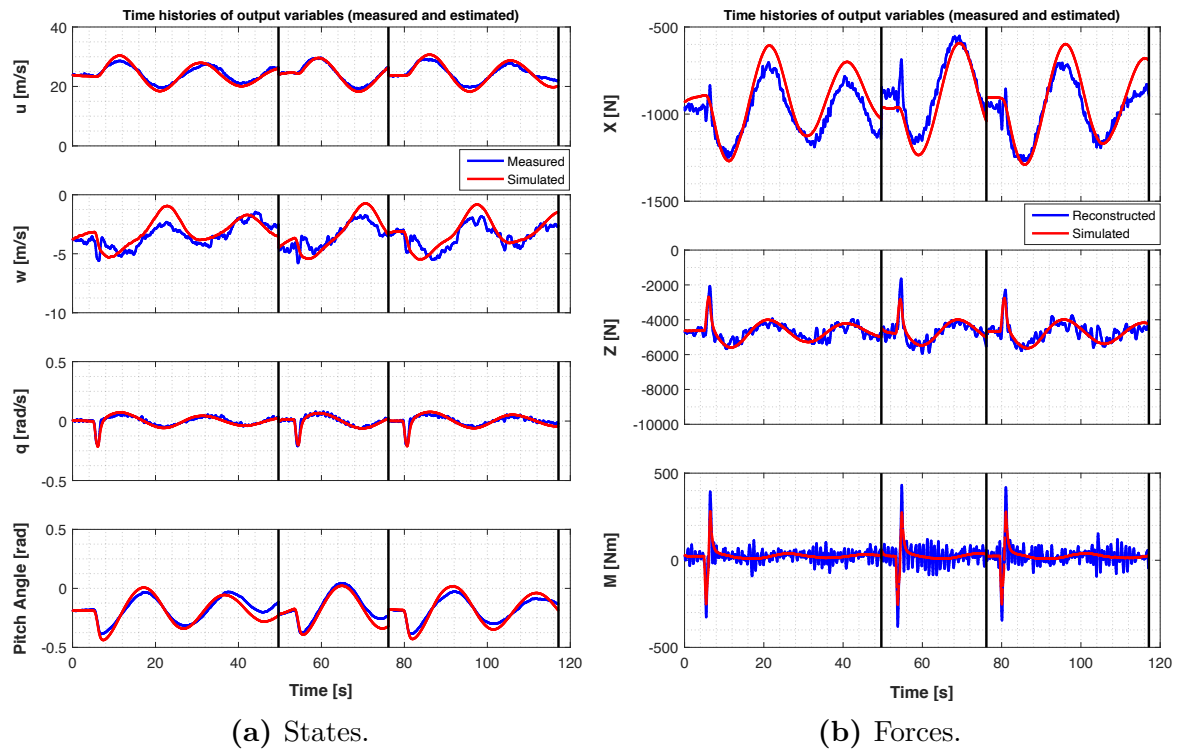 Time histories of output variables (measured and estimated)
40
20
0
u [m/s]
Measured
Simulated
0
-5
-10
w [m/s]
0.5
0
-0.5
q [rad/s]
0.5
0
-0.5
Pitch Angle [rad]
0 20 40 60 80 100 120
Time [s]
(a) States.
Time histories of output variables (measured and estimated)
-500
-1000
-1500
X [N]
Reconstructed
Simulated
0
-2000
-4000
-6000
-8000
-10000
Z [N]
500
0
-500
M [Nm]
0 20 40 60 80 100 120
Time [s]
(b) Forces.